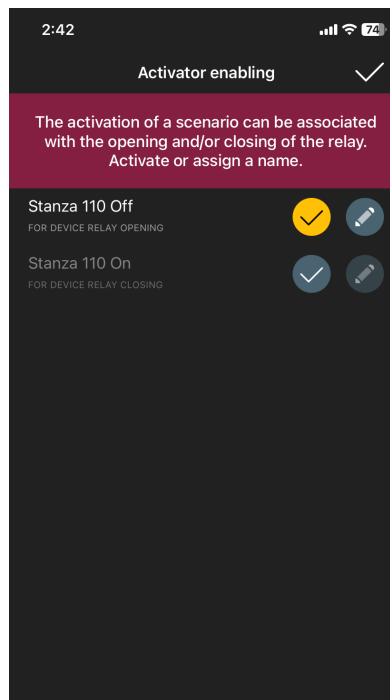 2:42
74
Activator enabling
The activation of a scenario can be associated
with the opening and/or closing of the relay.
Activate or assign a name.
Stanza 110 Off
FOR DEVICE RELAY OPENING
Stanza 110 On
FOR DEVICE RELAY CLOSING